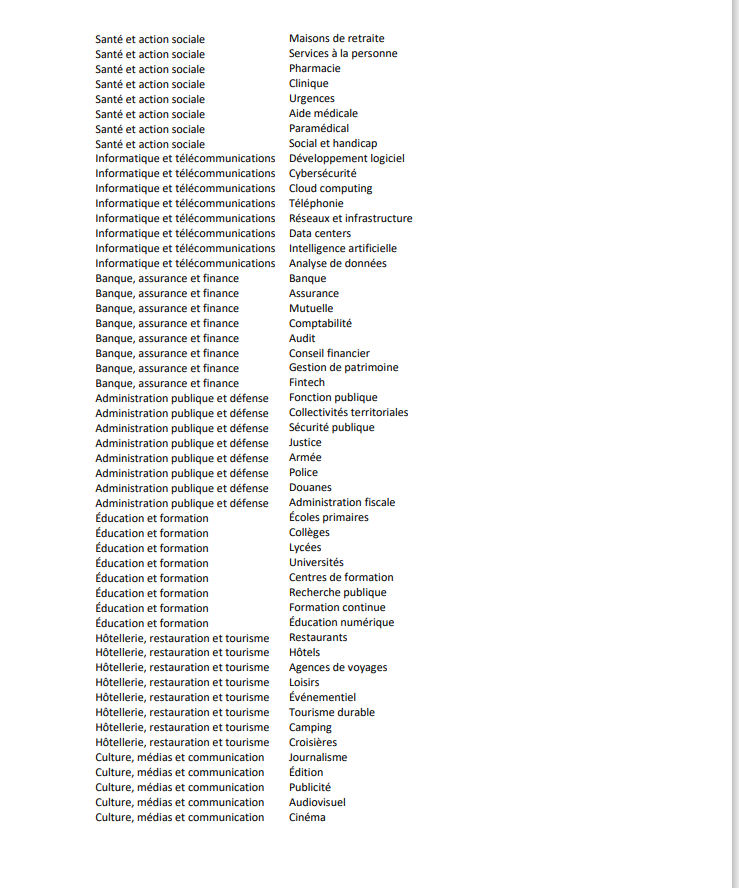 Santé et action sociale Maisons de retraite
Santé et action sociale Services à la personne
Santé et action sociale Pharmacie
Santé et action sociale Clinique
Santé et action sociale Urgences
Santé et action sociale Aide médicale
Santé et action sociale Paramédical
Santé et action sociale Social et handicap
Informatique et télécommunications Développement logiciel
Informatique et télécommunications Cybersécurité
Informatique et télécommunications Cloud computing
Informatique et télécommunications Téléphonie
Informatique et télécommunications Réseaux et infrastructure
Informatique et télécommunications Data centers
Informatique et télécommunications Intelligence artificielle
Informatique et télécommunications Analyse de données
Banque, assurance et finance Banque
Banque, assurance et finance Assurance
Banque, assurance et finance Mutuelle
Banque, assurance et finance Comptabilité
Banque, assurance et finance Audit
Banque, assurance et finance Conseil financier
Banque, assurance et finance Gestion de patrimoine
Banque, assurance et finance Fintech
Administration publique et défense Fonction publique
Administration publique et défense Collectivités territoriales
Administration publique et défense Sécurité publique
Administration publique et défense Justice
Administration publique et défense Armée
Administration publique et défense Police
Administration publique et défense Douanes
Administration publique et défense Administration fiscale
Éducation et formation Écoles primaires
Éducation et formation Collèges
Éducation et formation Lycées
Éducation et formation Universités
Éducation et formation Centres de formation
Éducation et formation Recherche publique
Éducation et formation Formation continue
Éducation et formation Éducation numérique
Hôtellerie, restauration et tourisme Restaurants
Hôtellerie, restauration et tourisme Hôtels
Hôtellerie, restauration et tourisme Agences de voyages
Hôtellerie, restauration et tourisme Loisirs
Hôtellerie, restauration et tourisme Événementiel
Hôtellerie, restauration et tourisme Tourisme durable
Hôtellerie, restauration et tourisme Camping
Hôtellerie, restauration et tourisme Croisières
Culture, médias et communication Journalisme
Culture, médias et communication Édition
Culture, médias et communication Publicité
Culture, médias et communication Audiovisuel
Culture, médias et communication Cinéma